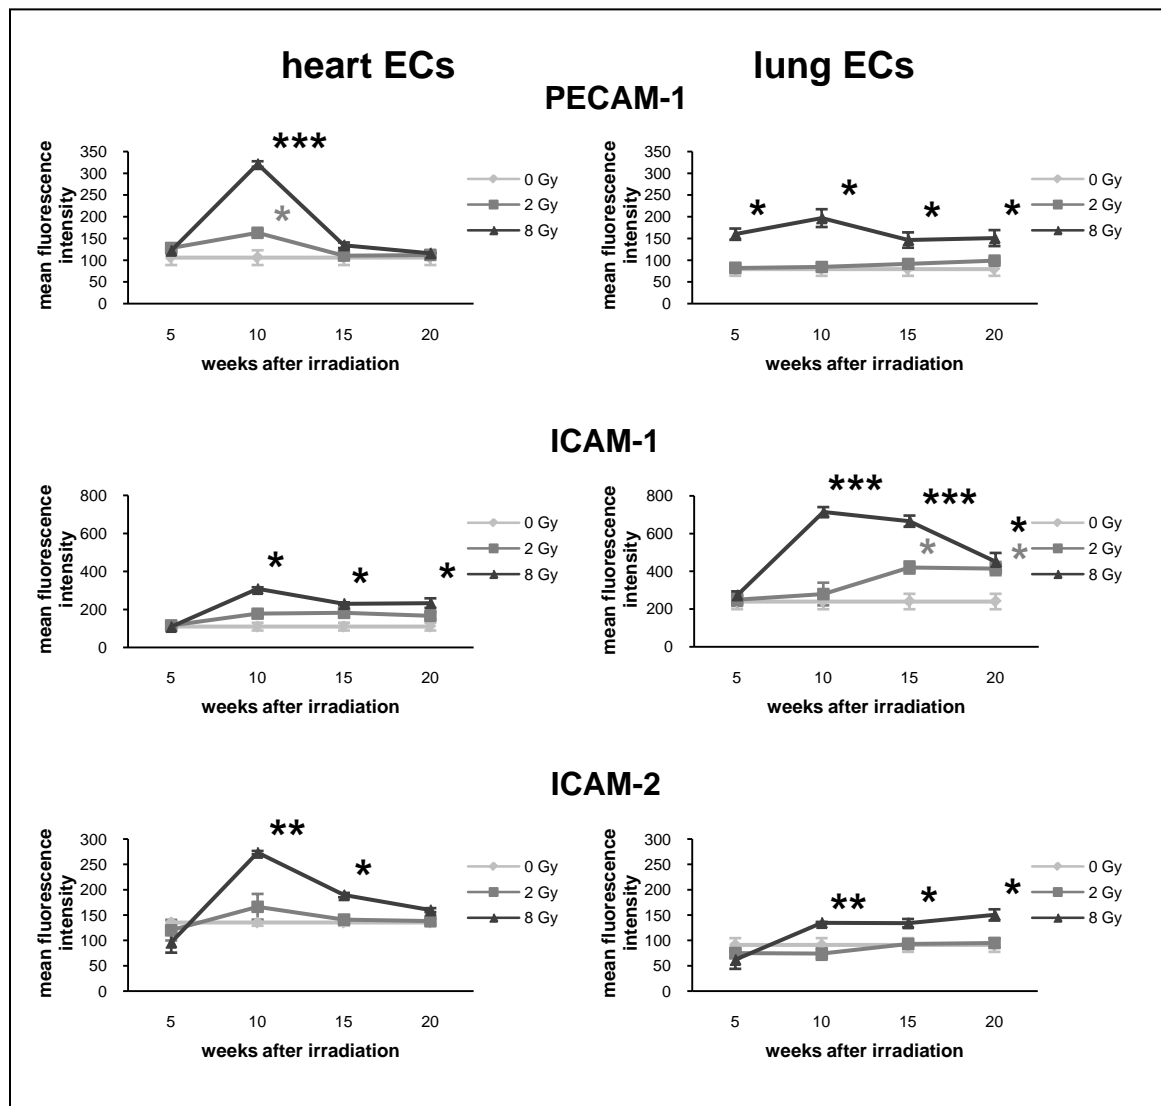 heart ECs
lung ECs
PECAM-1
mean fluorescence
intensity
350
300
250
200
150
100
50
0
***
*
0 Gy
2 Gy
8 Gy
5 10 15 20
weeks after irradiation
mean fluorescence
intensity
350
300
250
200
150
100
50
0
* * * *
0 Gy
2 Gy
8 Gy
5 10 15 20
weeks after irradiation
ICAM-1
mean fluorescence
intensity
800
600
400
200
0
* * *
0 Gy
2 Gy
8 Gy
5 10 15 20
weeks after irradiation
mean fluorescence
intensity
800
600
400
200
0
*** *** *
* *
0 Gy
2 Gy
8 Gy
5 10 15 20
weeks after irradiation
ICAM-2
mean fluorescence
intensity
300
250
200
150
100
50
0
** *
0 Gy
2 Gy
8 Gy
5 10 15 20
weeks after irradiation
mean fluorescence
intensity
300
250
200
150
100
50
0
** * *
0 Gy
2 Gy
8 Gy
5 10 15 20
weeks after irradiation